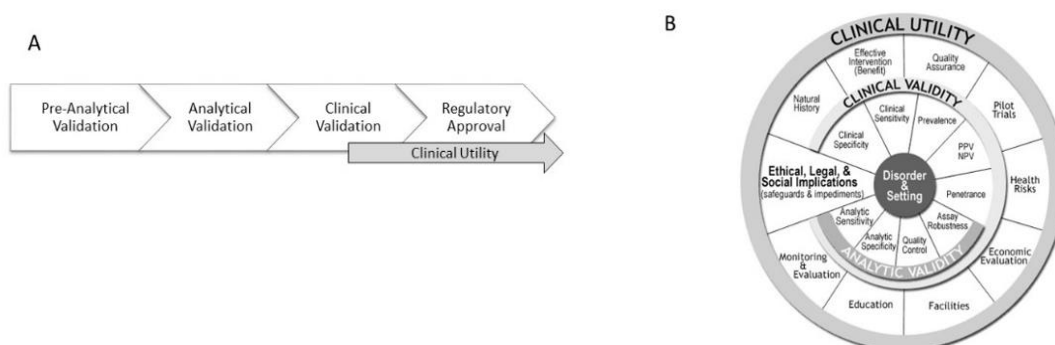 A
Pre-Analytical
Validation
Analytical
Validation
Clinical
Validation
Regulatory
Approval
Clinical Utility
B
CLINICAL UTILITY
Effective
Intervention
(Benefit)
Quality
Assurance
Natural
History
CLINICAL VALIDITY
Pilot
Trials
Clinical
Sensitivity
Prevalence
Clinical
Specificity
PPV
NPV
Ethical, Legal, &
Social Implications
(safeguards & impediments)
Disorder
&
Setting
Penetrance
Health
Risks
Analytic
Sensitivity
Assay
Robustness
Analytic
Specificity
Quality
Control
ANALYTIC VALIDITY
Monitoring
&
Evaluation
Economic
Evaluation
Education
Facilities